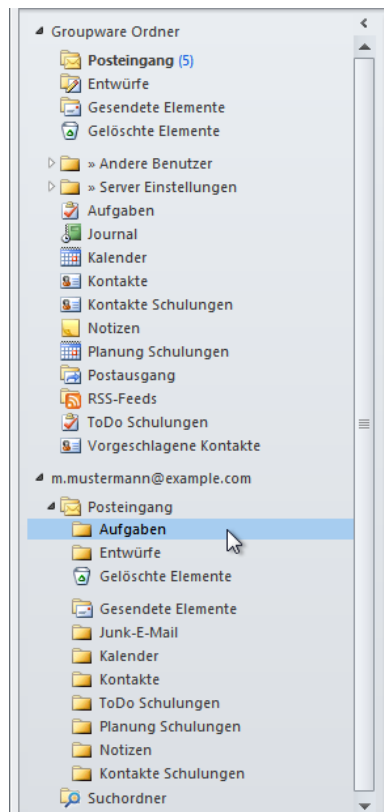 Groupware Ordner
Posteingang (5)
Entwürfe
Gesendete Elemente
Gelöschte Elemente
» Andere Benutzer
» Server Einstellungen
Aufgaben
Journal
Kalender
Kontakte
Kontakte Schulungen
Notizen
Planung Schulungen
Postausgang
RSS-Feeds
ToDo Schulungen
Vorgeschlagene Kontakte
m.mustermann@example.com
Posteingang
Aufgaben
Entwürfe
Gelöschte Elemente
Gesendete Elemente
Junk-E-Mail
Kalender
Kontakte
ToDo Schulungen
Planung Schulungen
Notizen
Kontakte Schulungen
Suchordner